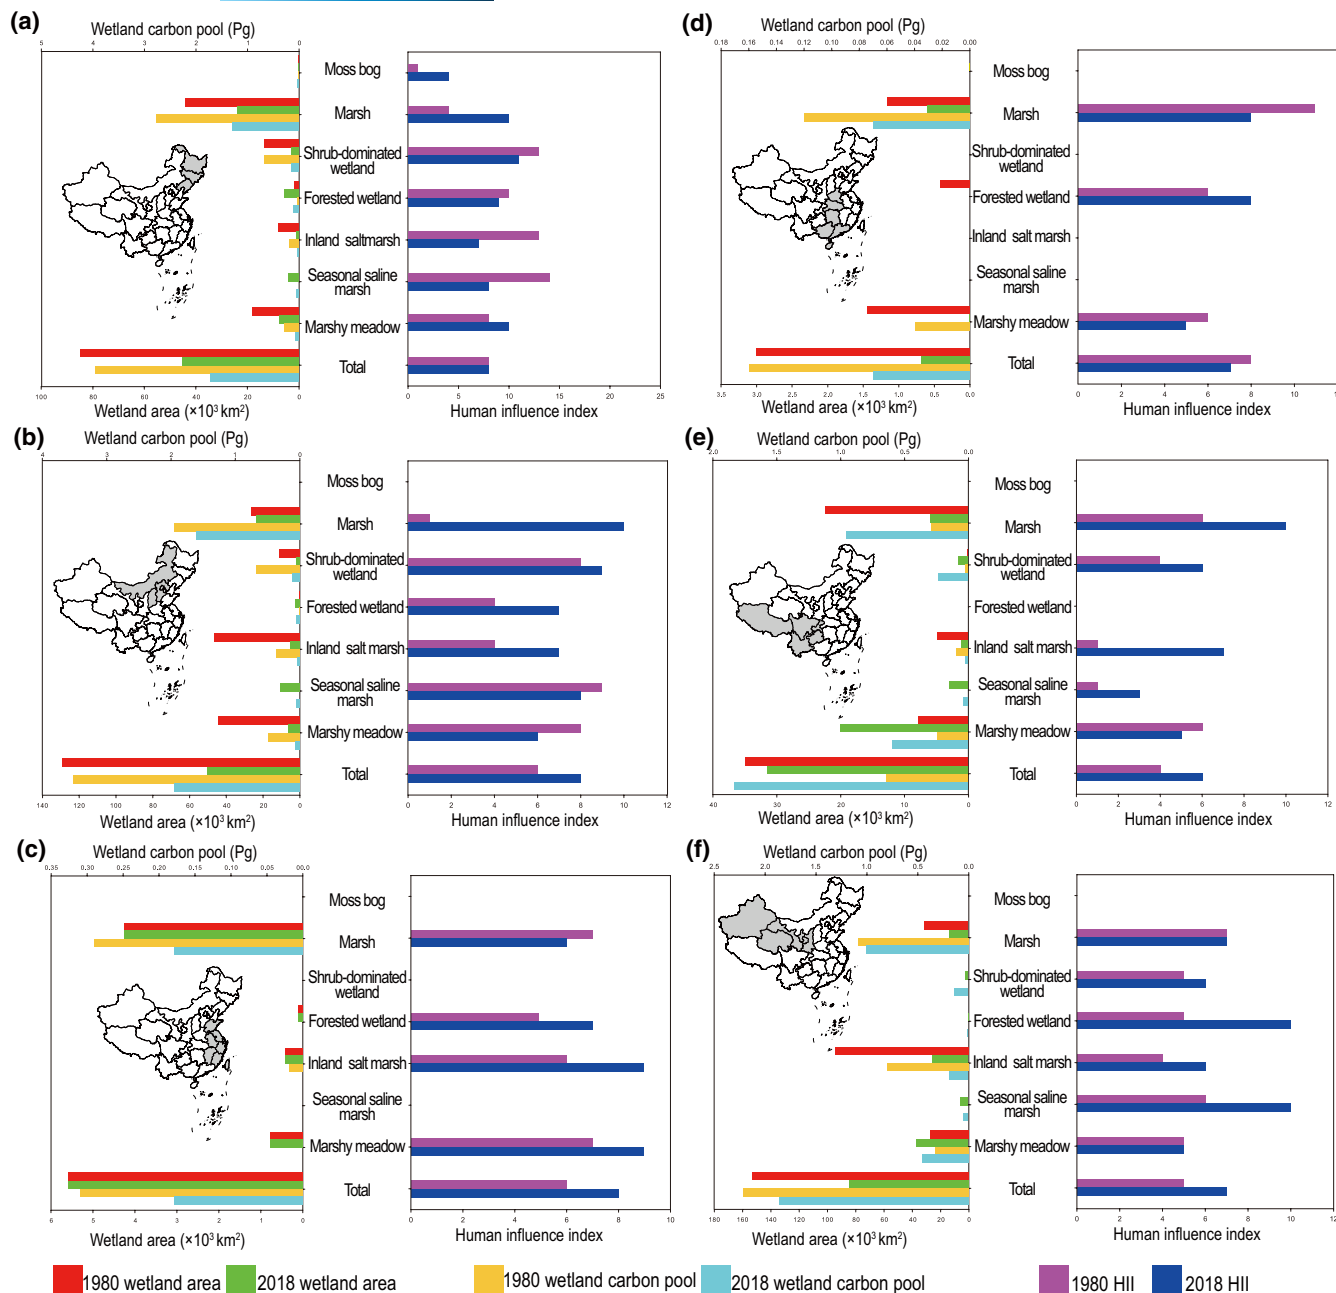 (a)
Wetland carbon pool (Pg)
5 4 3 2 1 0
Moss bog
Marsh
Shrub-dominated
wetland
Forested wetland
Inland saltmarsh
Seasonal saline
marsh
Marshy meadow
Total
100 80 60 40 20 0
0 5 10 15 20 25
Wetland area (×10³ km²)
Human influence index
(d)
Wetland carbon pool (Pg)
0.18 0.16 0.14 0.12 0.10 0.08 0.06 0.04 0.02 0.00
Moss bog
Marsh
Shrub-dominated
wetland
Forested wetland
Inland salt marsh
Seasonal saline
marsh
Marshy meadow
Total
3.5 3.0 2.5 2.0 1.5 1.0 0.5 0.0
0 2 4 6 8 10 12
Wetland area (×10³ km²)
Human influence index
(b)
Wetland carbon pool (Pg)
4 3 2 1 0
Moss bog
Marsh
Shrub-dominated
wetland
Forested wetland
Inland salt marsh
Seasonal saline
marsh
Marshy meadow
Total
140 120 100 80 60 40 20 0
0 2 4 6 8 10 12
Wetland area (×10³ km²)
Human influence index
(e)
Wetland carbon pool (Pg)
2.0 1.5 1.0 0.5 0.0
Moss bog
Marsh
Shrub-dominated
wetland
Forested wetland
Inland salt marsh
Seasonal saline
marsh
Marshy meadow
Total
40 30 20 10 0
0 2 4 6 8 10 12
Wetland area (×10³ km²)
Human influence index
(c)
Wetland carbon pool (Pg)
0.35 0.30 0.25 0.20 0.15 0.10 0.05 00.0
Moss bog
Marsh
Shrub-dominated
wetland
Forested wetland
Inland salt marsh
Seasonal saline
marsh
Marshy meadow
Total
6 5 4 3 2 1 0
0 2 4 6 8 10
Wetland area (×10³ km²)
Human influence index
(f)
Wetland carbon pool (Pg)
2.5 2.0 1.5 1.0 0.5 0.0
Moss bog
Marsh
Shrub-dominated
wetland
Forested wetland
Inland salt marsh
Seasonal saline
marsh
Marshy meadow
Total
180 160 140 120 100 80 60 40 20 0
0 2 4 6 8 10 12
Wetland area (×10³ km²)
Human influence index
1980 wetland area
2018 wetland area
1980 wetland carbon pool
2018 wetland carbon pool
1980 HII
2018 HII